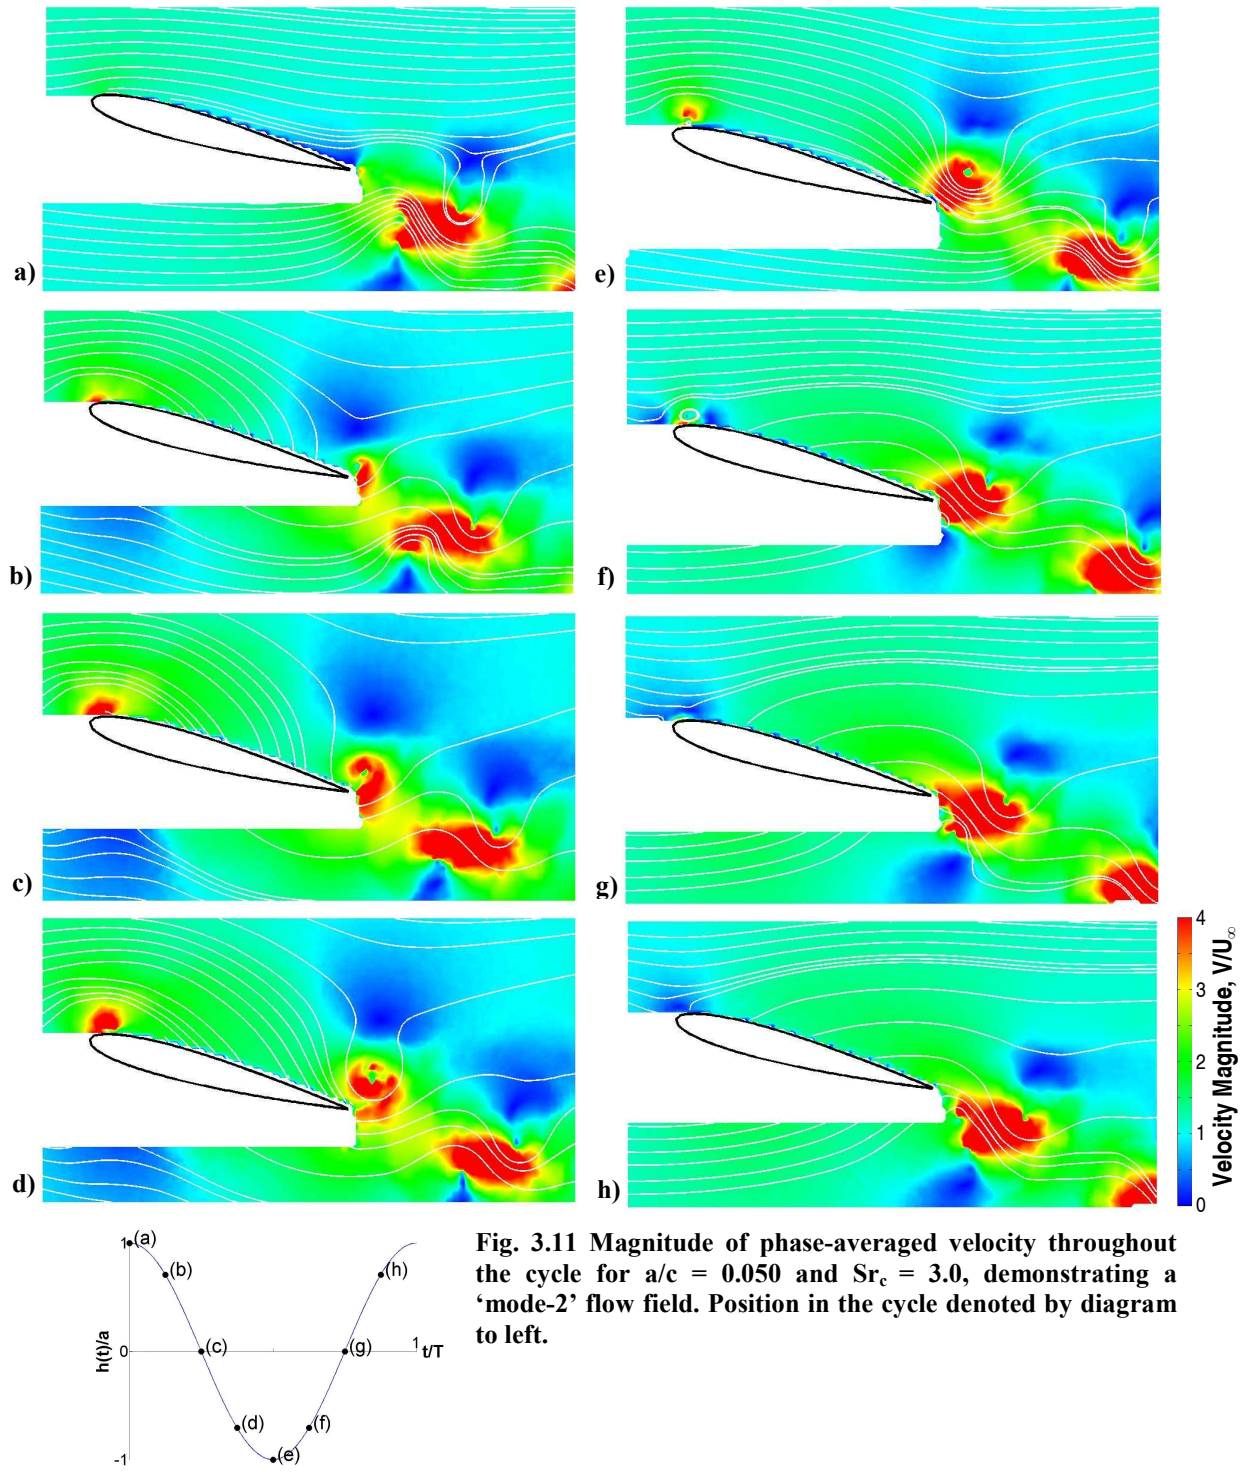 a)
b)
c)
d)
e)
f)
g)
h)
4
3
2
1
0
Velocity Magnitude, V/U∞
1
0
-1
h(t)/a
1
t/T
(a)
(b)
(c)
(d)
(e)
(f)
(g)
(h)
Fig. 3.11 Magnitude of phase-averaged velocity throughout
the cycle for a/c = 0.050 and Src = 3.0, demonstrating a
‘mode-2’ flow field. Position in the cycle denoted by diagram
to left.